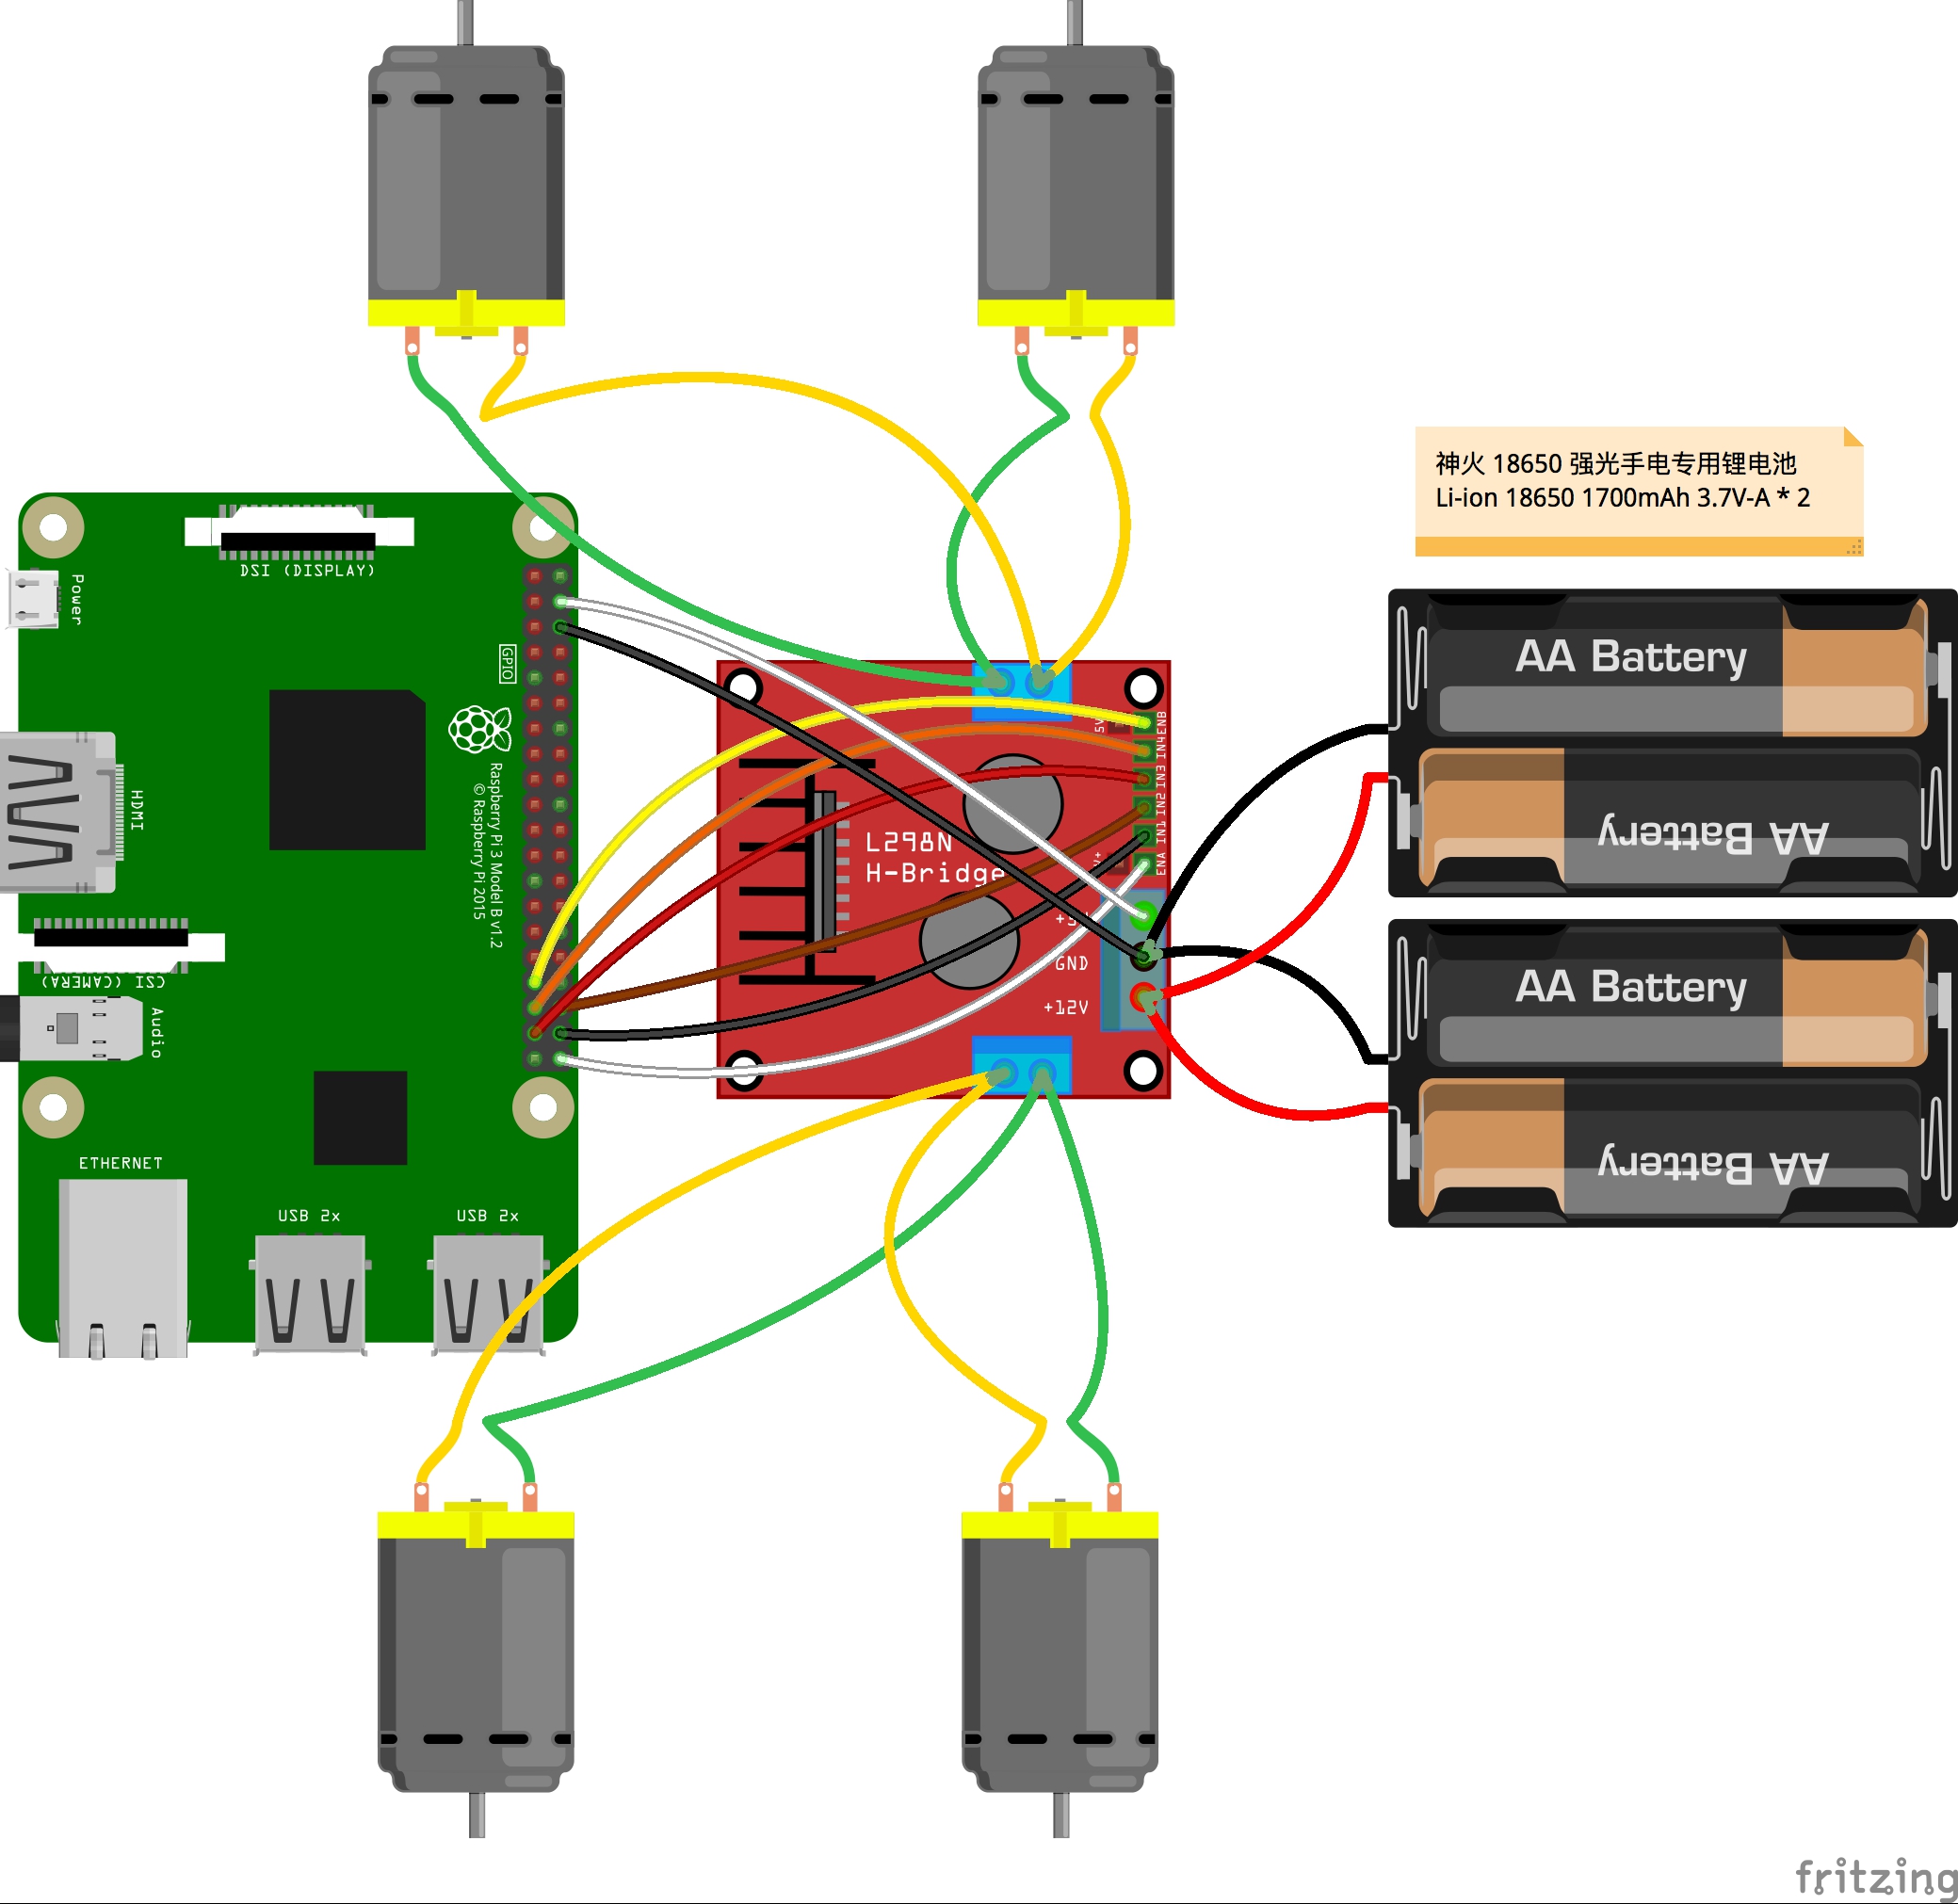 神火 18650 强光手电专用锂电池
Li-ion 18650 1700mAh 3.7V-A * 2
DSI (DISPLAY)
Power
GPIO
HDMI
Raspberry Pi 3 Model B v1.2
© Raspberry Pi 2015
CSI (CAMERA)
Audio
ETHERNET
USB 2x
USB 2x
5V
ENB
IN4
IN3
IN2
IN1
ENA
V+
L298N
H-Bridge
GND
+12V
AA Battery
AA Battery
AA Battery
AA Battery
fritzing